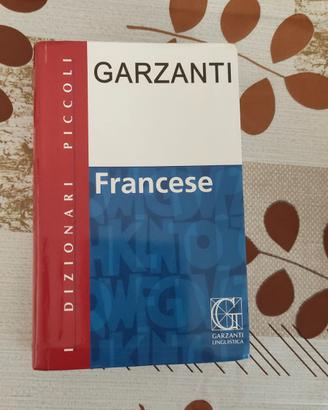 GARZANTI
I DIZIONARI PICCOLI
Francese
GARZANTI
LINGUISTICA